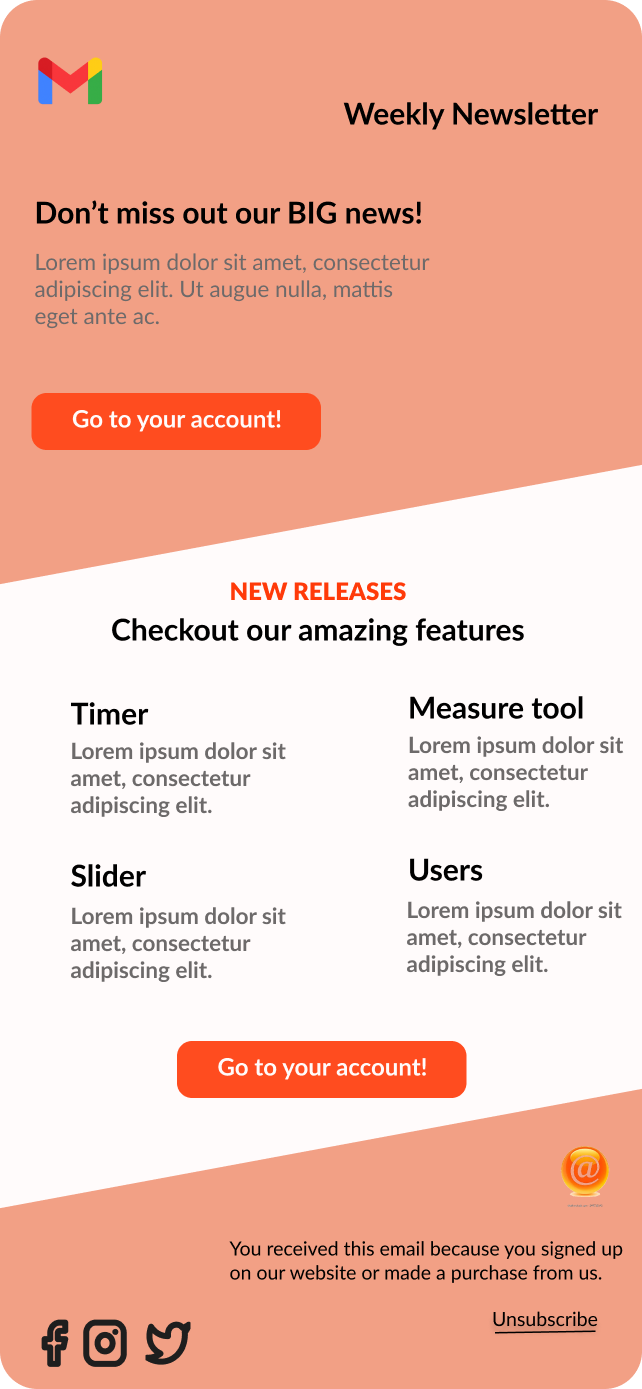 Weekly Newsletter
Don't miss out our BIG news!
Lorem ipsum dolor sit amet, consectetur
adipiscing elit. Ut augue nulla, mattis
eget ante ac.
Go to your account!
NEW RELEASES
Checkout our amazing features
Timer
Lorem ipsum dolor sit
amet, consectetur
adipiscing elit.
Measure tool
Lorem ipsum dolor sit
amet, consectetur
adipiscing elit.
Slider
Lorem ipsum dolor sit
amet, consectetur
adipiscing elit.
Users
Lorem ipsum dolor sit
amet, consectetur
adipiscing elit.
Go to your account!
@
You received this email because you signed up
on our website or made a purchase from us.
Unsubscribe